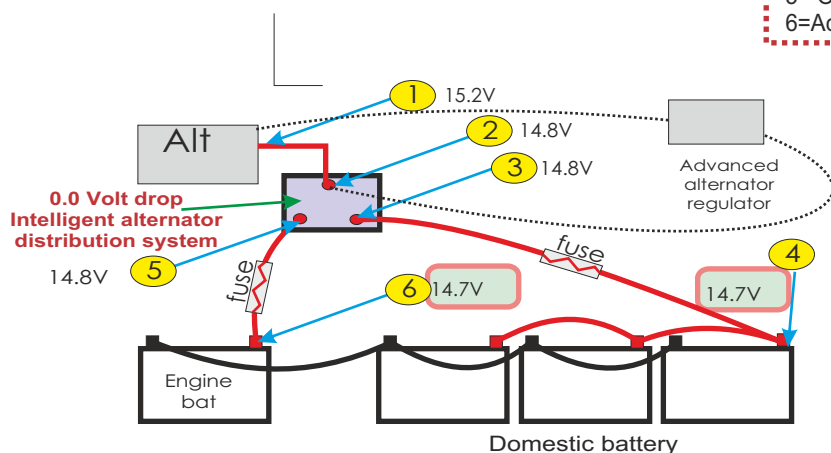 6=Ac
1 15.2V
Alt
2 14.8V
3 14.8V
Advanced
alternator
regulator
0.0 Volt drop
Intelligent alternator
distribution system
14.8V 5
fuse
fuse
4
6 14.7V
14.7V
Engine
bat
Domestic battery